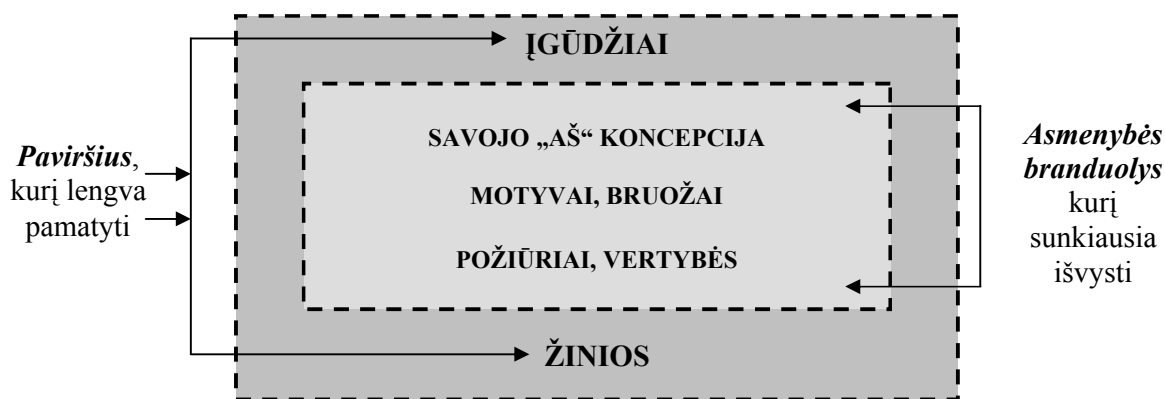 ĮGŪDŽIAI
Paviršius,
kurį lengva
pamatyti
SAVOJO „AŠ“ KONCEPCIJA
MOTYVAI, BRUOŽAI
POŽIŪRIAI, VERTYBĖS
Asmenybės
branduolys
kurį
sunkiausia
išvysti
ŽINIOS